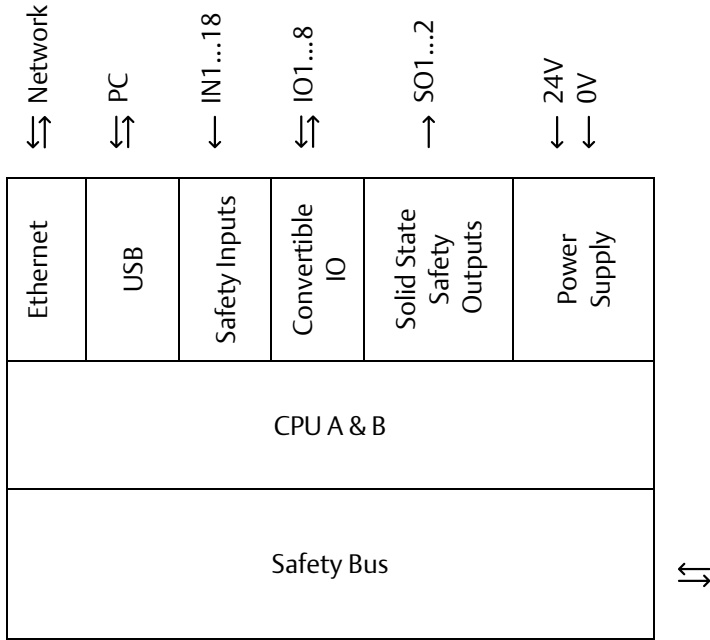 Network
PC
IN1...18
IO1...8
SO1...2
24V
0V
Ethernet
USB
Safety Inputs
Convertible
IO
Solid State
Safety
Outputs
Power
Supply
CPU A & B
Safety Bus